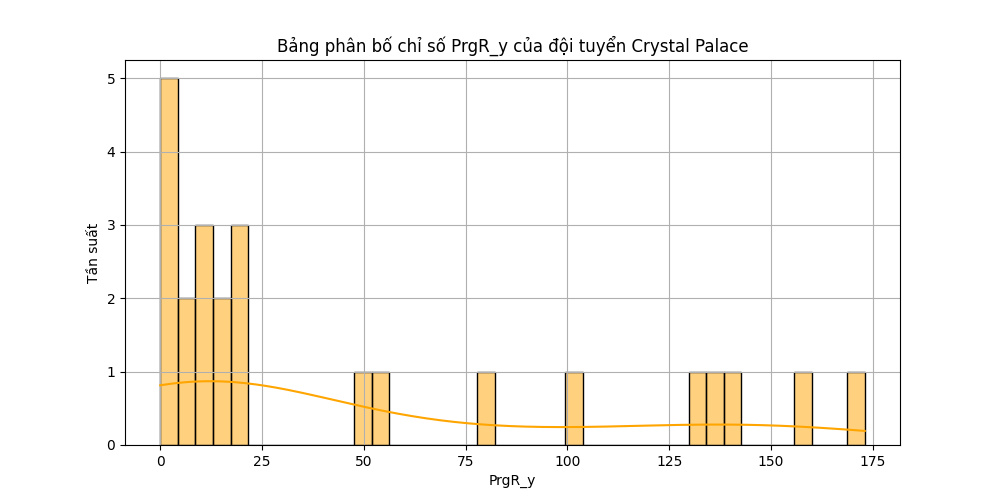 Bảng phân bố chỉ số PrgR_y của đội tuyển Crystal Palace
Tần suất
5
4
3
2
1
0
0 25 50 75 100 125 150 175
PrgR_y